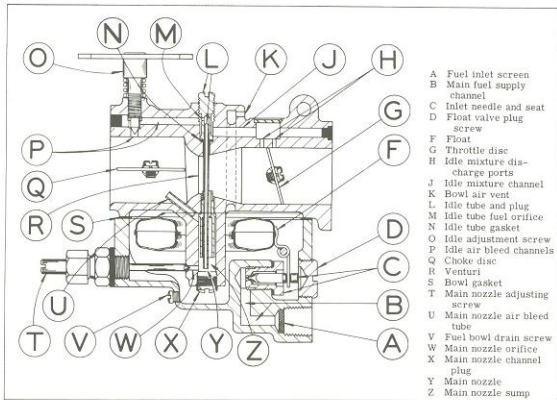 N M L K J H
O
G
P
F
Q
R
S
D
C
U
B
T V W X Y Z A
A Fuel inlet screen
B Main fuel supply
channel
C Inlet needle and seat
D Float valve plug
screw
F Float
G Throttle disc
H Idle mixture dis-
charge ports
J Idle mixture channel
K Bowl air vent
L Idle tube and plug
M Idle tube fuel orifice
N Idle tube gasket
O Idle adjustment screw
P Idle air bleed channels
Q Choke disc
R Venturi
S Bowl gasket
T Main nozzle adjusting
screw
U Main nozzle air bleed
tube
V Fuel bowl drain screw
W Main nozzle orifice
X Main nozzle channel
plug
Y Main nozzle
Z Main nozzle sump